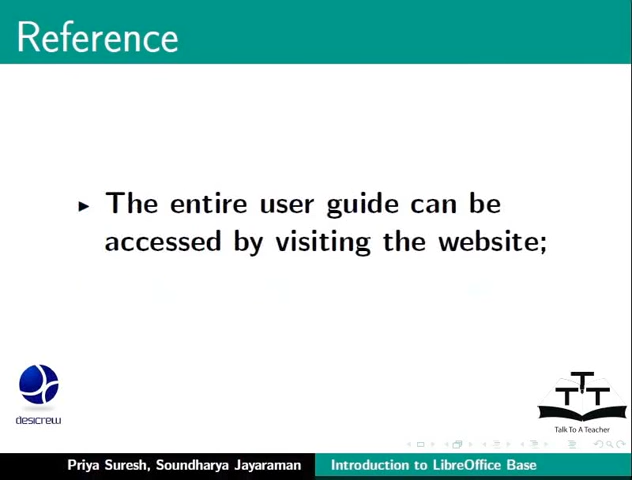 Reference
▸ The entire user guide can be
accessed by visiting the website;
desicrew
TTT
Talk To A Teacher
Priya Suresh, Soundharya Jayaraman Introduction to LibreOffice Base